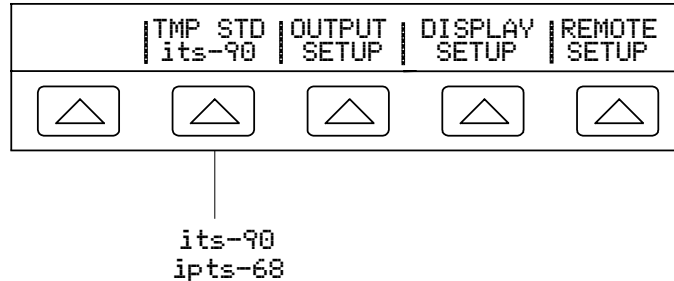 TMP STD OUTPUT DISPLAY REMOTE
its-90 SETUP SETUP SETUP
its-90
ipts-68